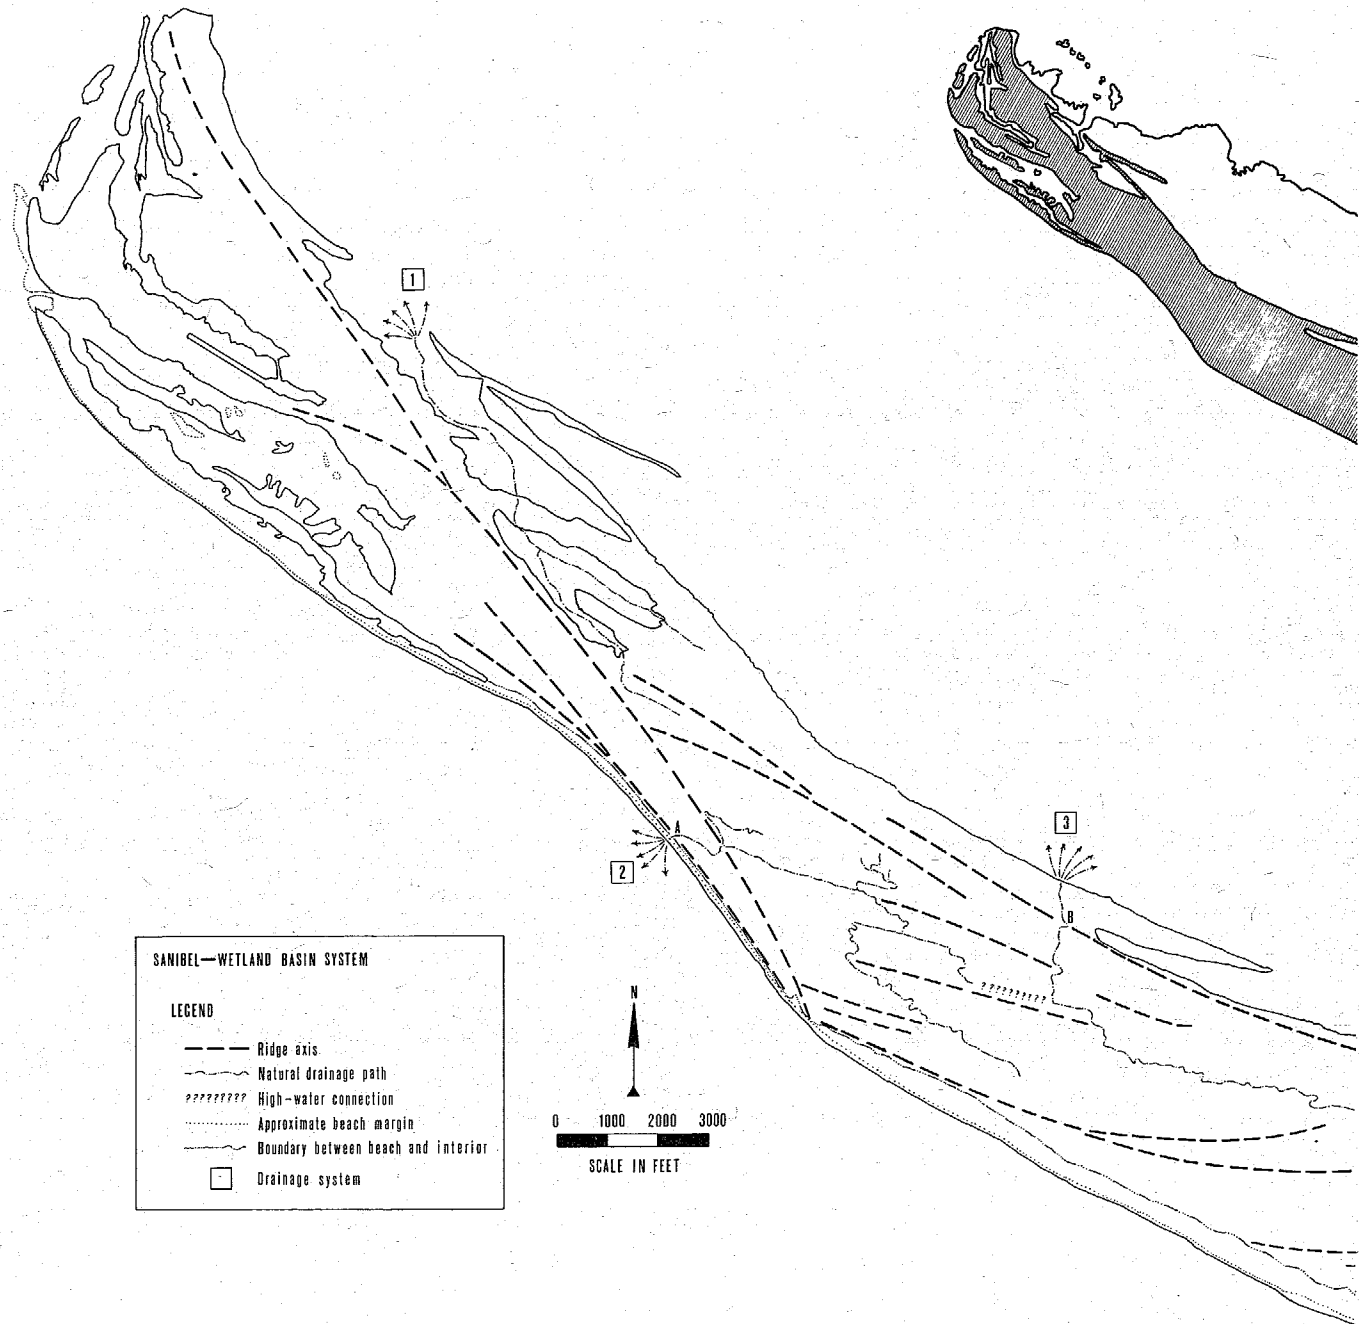 1
3
A
2
B
SANIBEL—WETLAND BASIN SYSTEM
LEGEND
Ridge axis
Natural drainage path
????????? High-water connection
Approximate beach margin
Boundary between beach and interior
Drainage system
N
0 1000 2000 3000
SCALE IN FEET
??????????